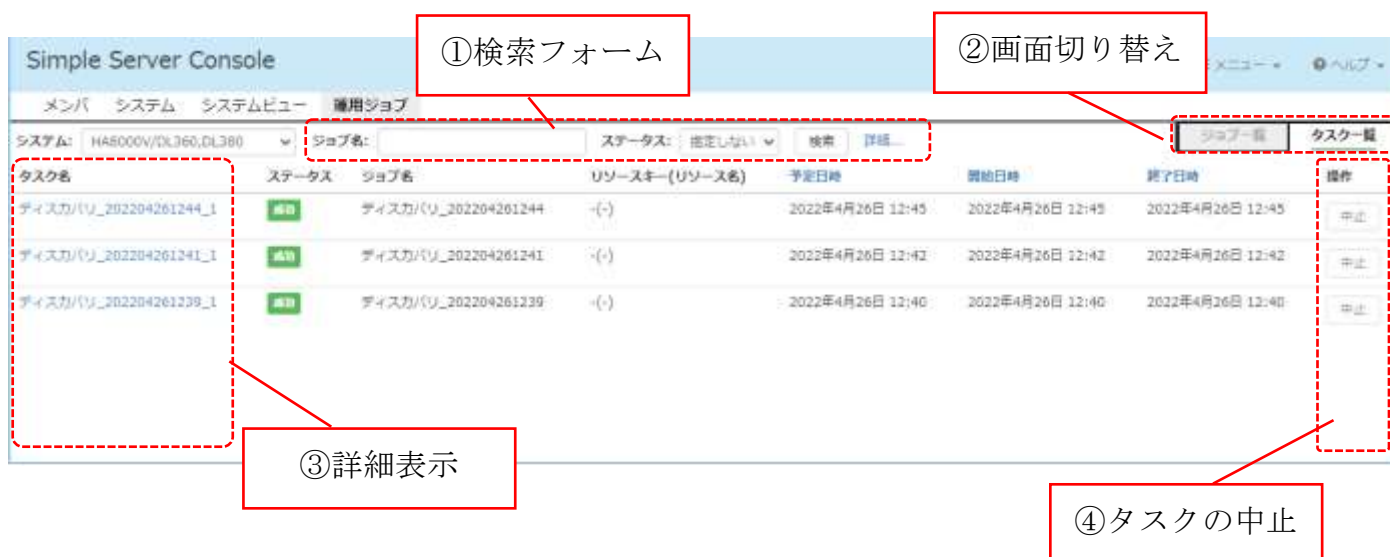 ①検索フォーム
②画面切り替え
Simple Server Console
メニュー
ヘルプ
メンバ システム システムビュー 運用ジョブ
システム: HA8000V/DL360,DL380 ジョブ名: ステータス: 指定しない 検索 詳細... ジョブ一覧 タスク一覧
タスク名 ステータス ジョブ名 リソースキー(リソース名) 予定日時 開始日時 終了日時 操作
ディスカバリ_202204261244_1 成功 ディスカバリ_202204261244 -(-) 2022年4月26日 12:45 2022年4月26日 12:45 2022年4月26日 12:45 中止
ディスカバリ_202204261241_1 成功 ディスカバリ_202204261241 -(-) 2022年4月26日 12:42 2022年4月26日 12:42 2022年4月26日 12:42 中止
ディスカバリ_202204261239_1 成功 ディスカバリ_202204261239 -(-) 2022年4月26日 12:40 2022年4月26日 12:40 2022年4月26日 12:40 中止
③詳細表示
④タスクの中止